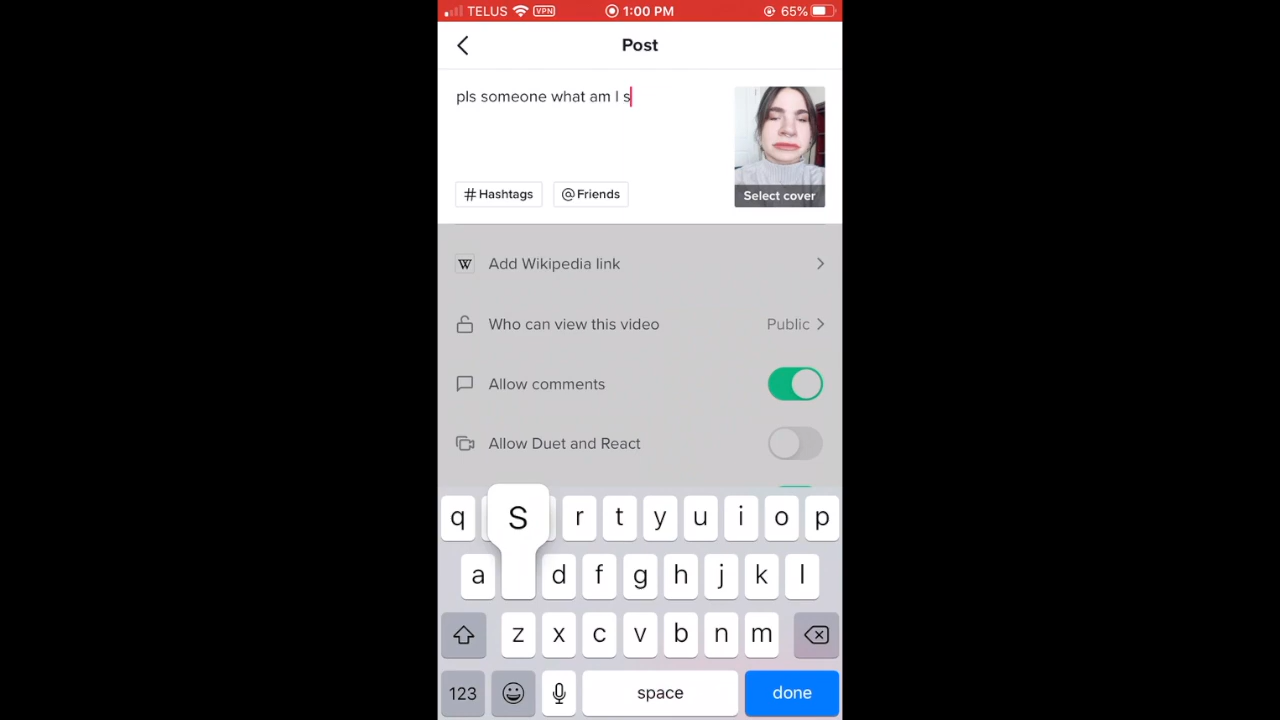 TELUS VPN 1:00 PM 65%
Post
pls someone what am I s
Select cover
# Hashtags @ Friends
W Add Wikipedia link
Who can view this video Public
Allow comments
Allow Duet and React
q S r t y u i o p
a d f g h j k l
z x c v b n m
123 space done